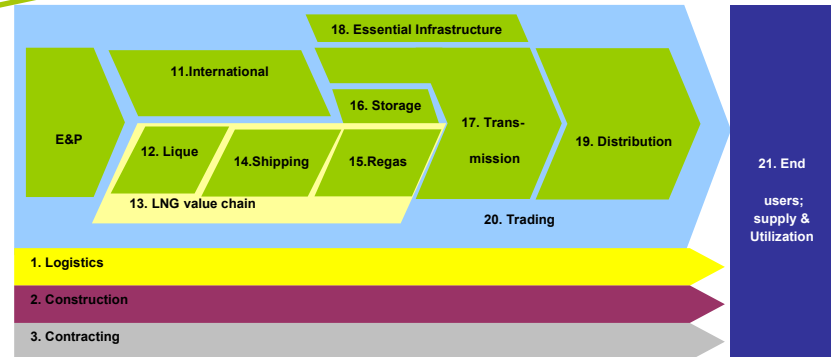 18. Essential Infrastructure
11.International
E&P
16. Storage
17. Trans-
mission
12. Lique
14.Shipping
15.Regas
19. Distribution
13. LNG value chain
20. Trading
21. End
users;
supply &
Utilization
1. Logistics
2. Construction
3. Contracting